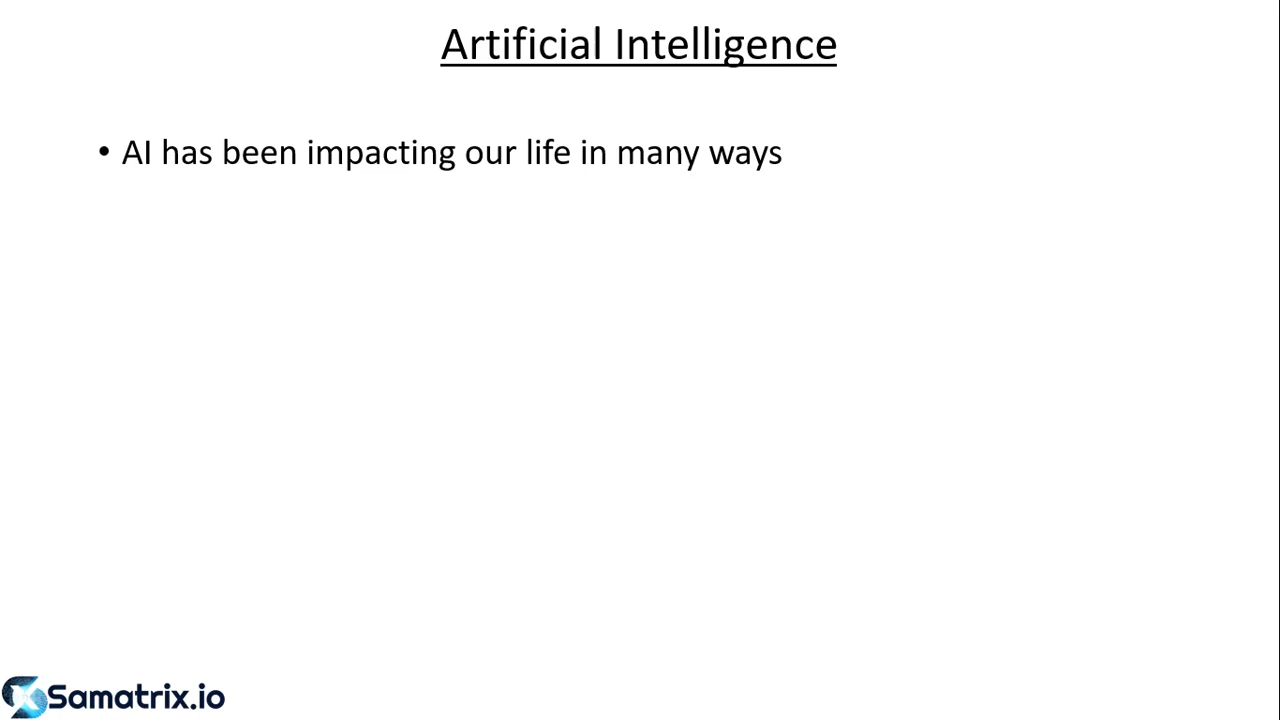 Artificial Intelligence
• AI has been impacting our life in many ways
Samatrix.io